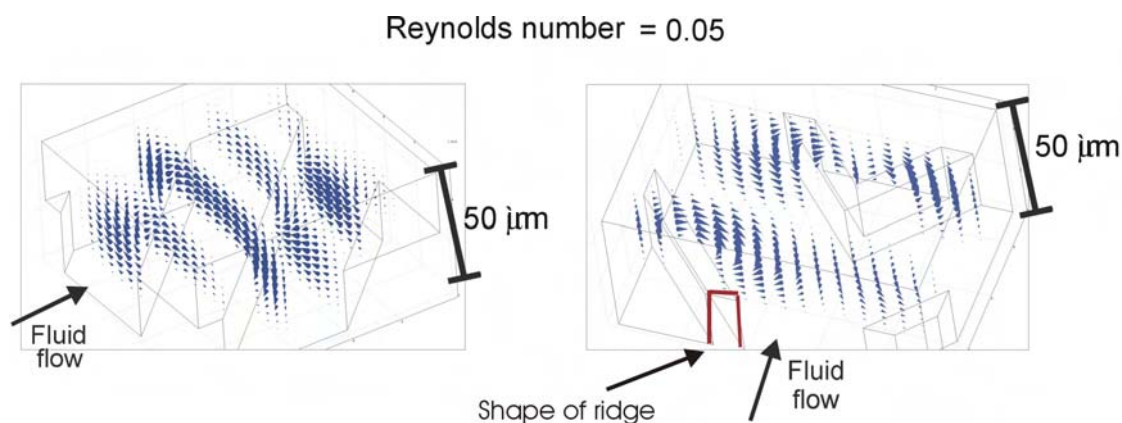 Reynolds number = 0.05
50 ìm
Fluid
flow
50 ìm
Shape of ridge
Fluid
flow